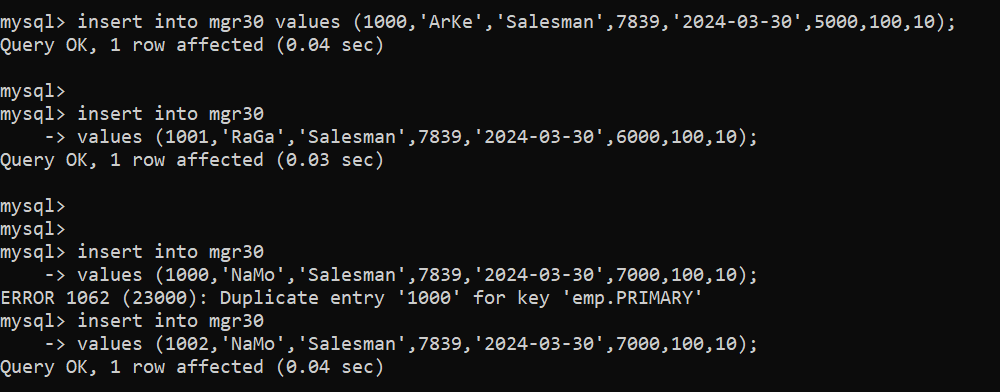 mysql> insert into mgr30 values (1000,'ArKe','Salesman',7839,'2024-03-30',5000,100,10);
Query OK, 1 row affected (0.04 sec)
mysql>
mysql> insert into mgr30
    -> values (1001,'RaGa','Salesman',7839,'2024-03-30',6000,100,10);
Query OK, 1 row affected (0.03 sec)
mysql>
mysql>
mysql> insert into mgr30
    -> values (1000,'NaMo','Salesman',7839,'2024-03-30',7000,100,10);
ERROR 1062 (23000): Duplicate entry '1000' for key 'emp.PRIMARY'
mysql> insert into mgr30
    -> values (1002,'NaMo','Salesman',7839,'2024-03-30',7000,100,10);
Query OK, 1 row affected (0.04 sec)